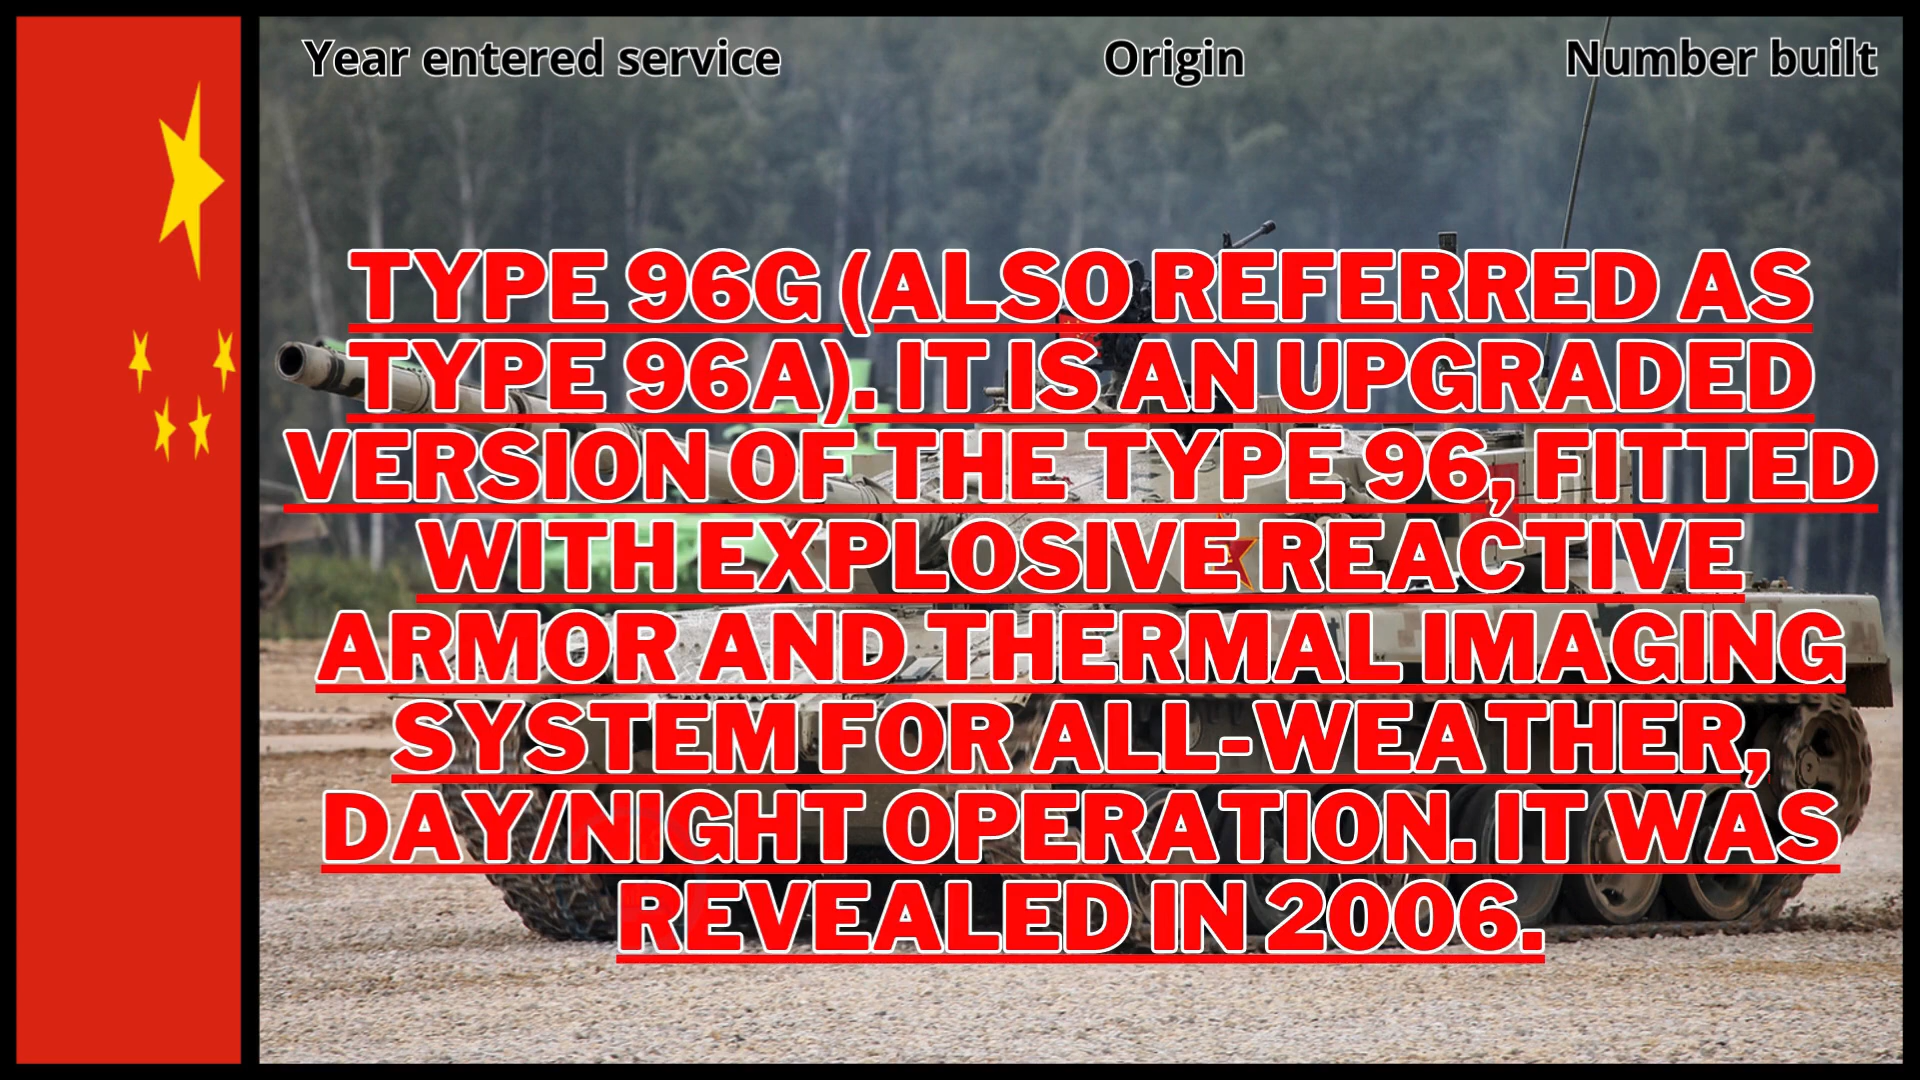 Year entered service Origin Number built
TYPE 96G (ALSO REFERRED AS
TYPE 96A). IT IS AN UPGRADED
VERSION OF THE TYPE 96, FITTED
WITH EXPLOSIVE REACTIVE
ARMOR AND THERMAL IMAGING
SYSTEM FOR ALL-WEATHER,
DAY/NIGHT OPERATION. IT WAS
REVEALED IN 2006.